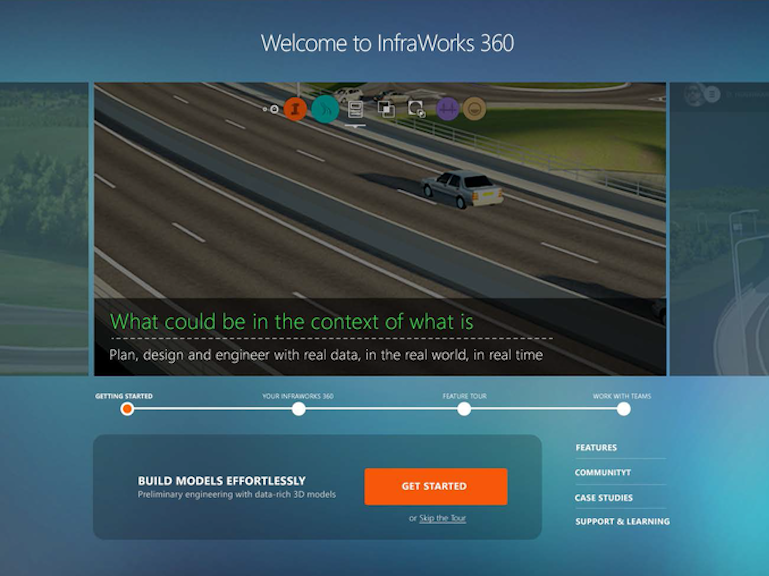 Welcome to InfraWorks 360
What could be in the context of what is
Plan, design and engineer with real data, in the real world, in real time
GETTING STARTED
YOUR INFRAWORKS 360
FEATURE TOUR
WORK WITH TEAMS
BUILD MODELS EFFORTLESSLY
Preliminary engineering with data-rich 3D models
GET STARTED
or Skip the Tour
FEATURES
COMMUNITYT
CASE STUDIES
SUPPORT & LEARNING